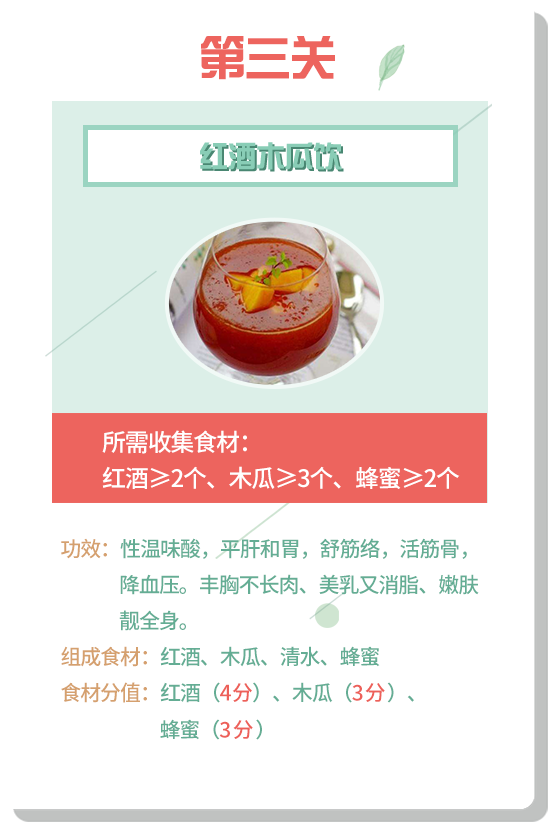 第三关
红酒木瓜饮
所需收集食材：
红酒≥2个、木瓜≥3个、蜂蜜≥2个
功效：性温味酸，平肝和胃，舒筋络，活筋骨，
降血压。丰胸不长肉、美乳又消脂、嫩肤
靓全身。
组成食材：红酒、木瓜、清水、蜂蜜
食材分值：红酒（4分）、木瓜（3分）、
蜂蜜（3分）